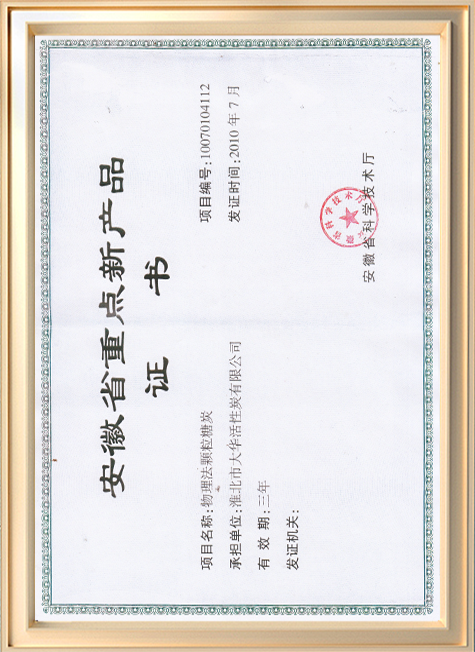 安徽省重点新产品
证 书
项目名称:物理法颗粒糖炭
项目编号:10070104112
承担单位:淮北市大华活性炭有限公司
发证时间:2010 年 7 月
有 效 期:三年
发证机关:
安徽省科学技术厅